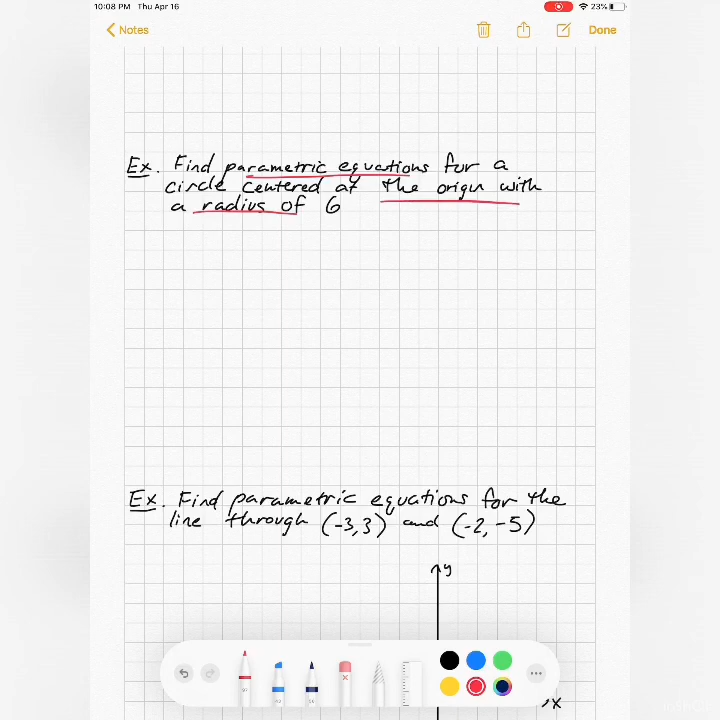 10:08 PM Thu Apr 16
23%
Notes
Done
Ex. Find parametric equations for a
circle centered at the origin with
a radius of 6
Ex. Find parametric equations for the
line through (-3,3) and (-2,-5)
y
x